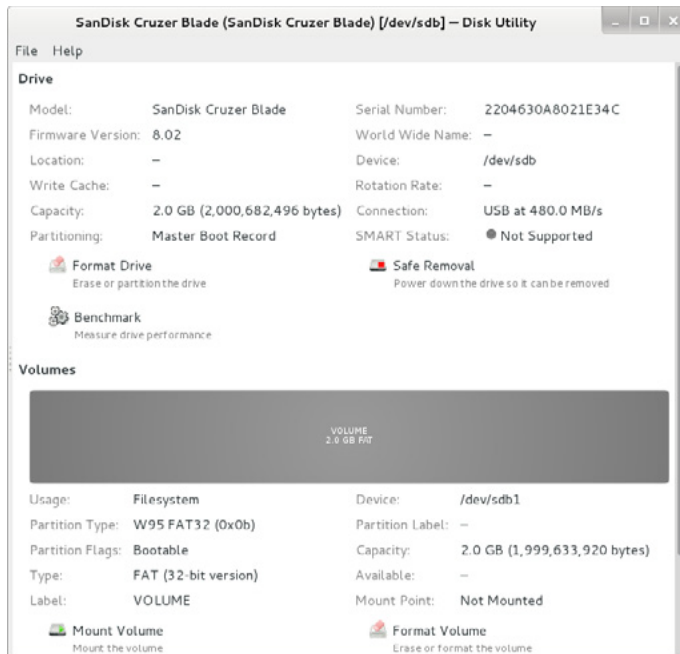 SanDisk Cruzer Blade (SanDisk Cruzer Blade) [/dev/sdb] — Disk Utility
File Help
Drive
Model: SanDisk Cruzer Blade Serial Number: 2204630A8021E34C
Firmware Version: 8.02 World Wide Name: –
Location: – Device: /dev/sdb
Write Cache: – Rotation Rate: –
Capacity: 2.0 GB (2,000,682,496 bytes) Connection: USB at 480.0 MB/s
Partitioning: Master Boot Record SMART Status: Not Supported
Format Drive Safe Removal
Erase or partition the drive Power down the drive so it can be removed
Benchmark
Measure drive performance
Volumes
VOLUME
2.0 GB FAT
Usage: Filesystem Device: /dev/sdb1
Partition Type: W95 FAT32 (0x0b) Partition Label: –
Partition Flags: Bootable Capacity: 2.0 GB (1,999,633,920 bytes)
Type: FAT (32-bit version) Available: –
Label: VOLUME Mount Point: Not Mounted
Mount Volume Format Volume
Mount the volume Erase or format the volume